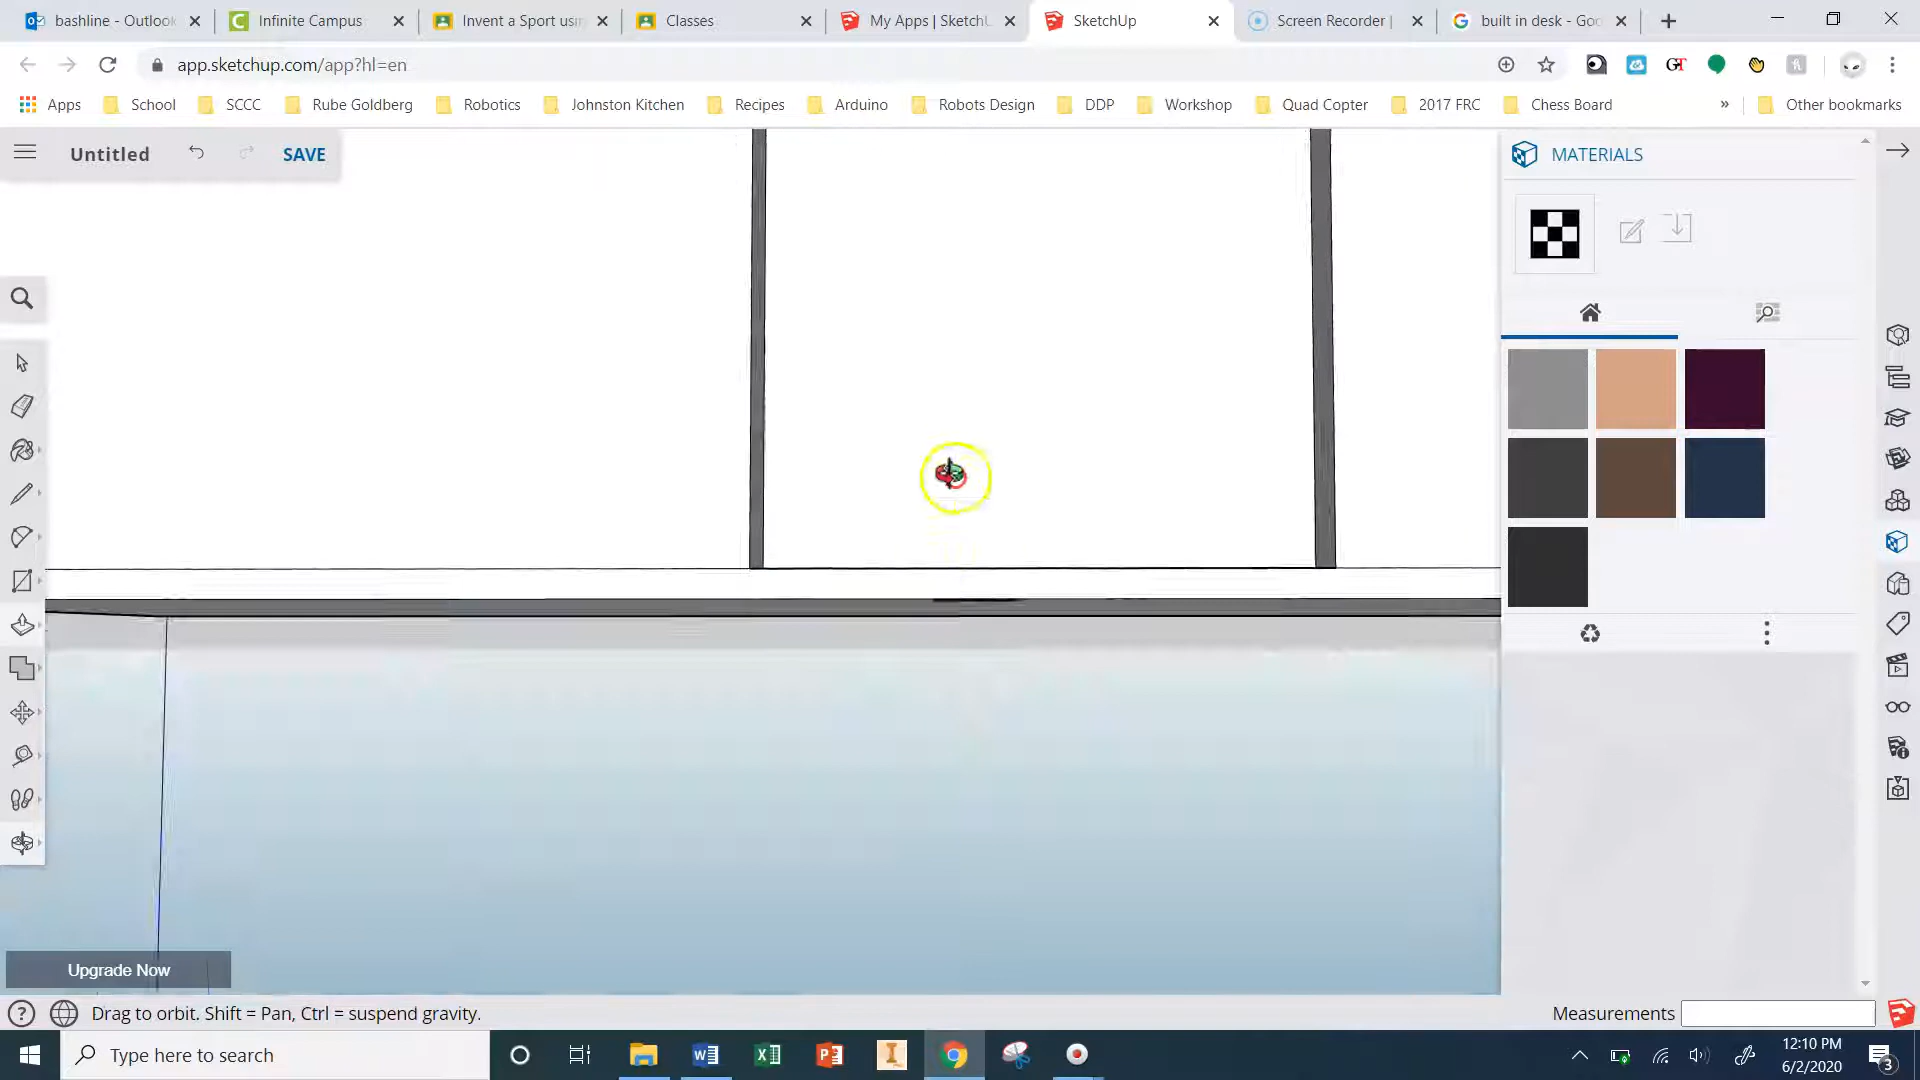 bashline - Outlook
Infinite Campus
Invent a Sport usin
Classes
My Apps | SketchU
SketchUp
Screen Recorder |
built in desk - Goo
app.sketchup.com/app?hl=en
Apps
School
SCCC
Rube Goldberg
Robotics
Johnston Kitchen
Recipes
Arduino
Robots Design
DDP
Workshop
Quad Copter
2017 FRC
Chess Board
»
Other bookmarks
Untitled
SAVE
MATERIALS
Upgrade Now
Drag to orbit. Shift = Pan, Ctrl = suspend gravity.
Measurements
Type here to search
12:10 PM
6/2/2020
3